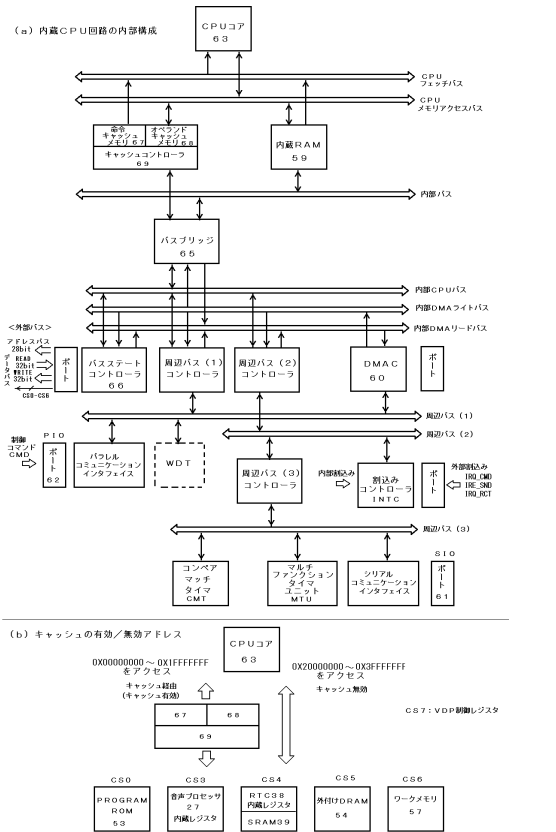 (a) 内蔵CPU回路の内部構成
CPUコア
63
CPU
フェッチバス
CPU
メモリアクセスバス
命令
キャッシュ
メモリ67
オペランド
キャッシュ
メモリ68
キャッシュコントローラ
69
内蔵RAM
59
内部バス
バスブリッジ
65
内部CPUバス
内部DMAライトバス
内部DMAリードバス
<外部バス>
アドレスバス
28bit
READ
32bit
WRITE
32bit
データバス
CS0-CS6
ポート
バスステート
コントローラ
66
周辺バス(1)
コントローラ
周辺バス(2)
コントローラ
DMAC
60
ポート
周辺バス(1)
周辺バス(2)
制御
コマンド
CMD
PIO
ポート
62
パラレル
コミュニケーション
インタフェイス
WDT
周辺バス(3)
コントローラ
内部割込み
割込み
コントローラ
INTC
ポート
外部割込み
IRQ_CMD
IRE_SND
IRQ_RCT
周辺バス(3)
コンペア
マッチ
タイマ
CMT
マルチ
ファンクション
タイマ
ユニット
MTU
シリアル
コミュニケーション
インタフェイス
SIO
ポート
61
(b) キャッシュの有効/無効アドレス
CPUコア
63
0X00000000~0X1FFFFFFF
をアクセス
0X20000000~0X3FFFFFFF
をアクセス
キャッシュ経由
(キャッシュ有効)
キャッシュ無効
67
68
69
CS7:VDP制御レジスタ
CS0
PROGRAM
ROM
53
CS3
音声プロセッサ
27
内蔵レジスタ
CS4
RTC38
内蔵レジスタ
SRAM39
CS5
外付けDRAM
54
CS6
ワークメモリ
57